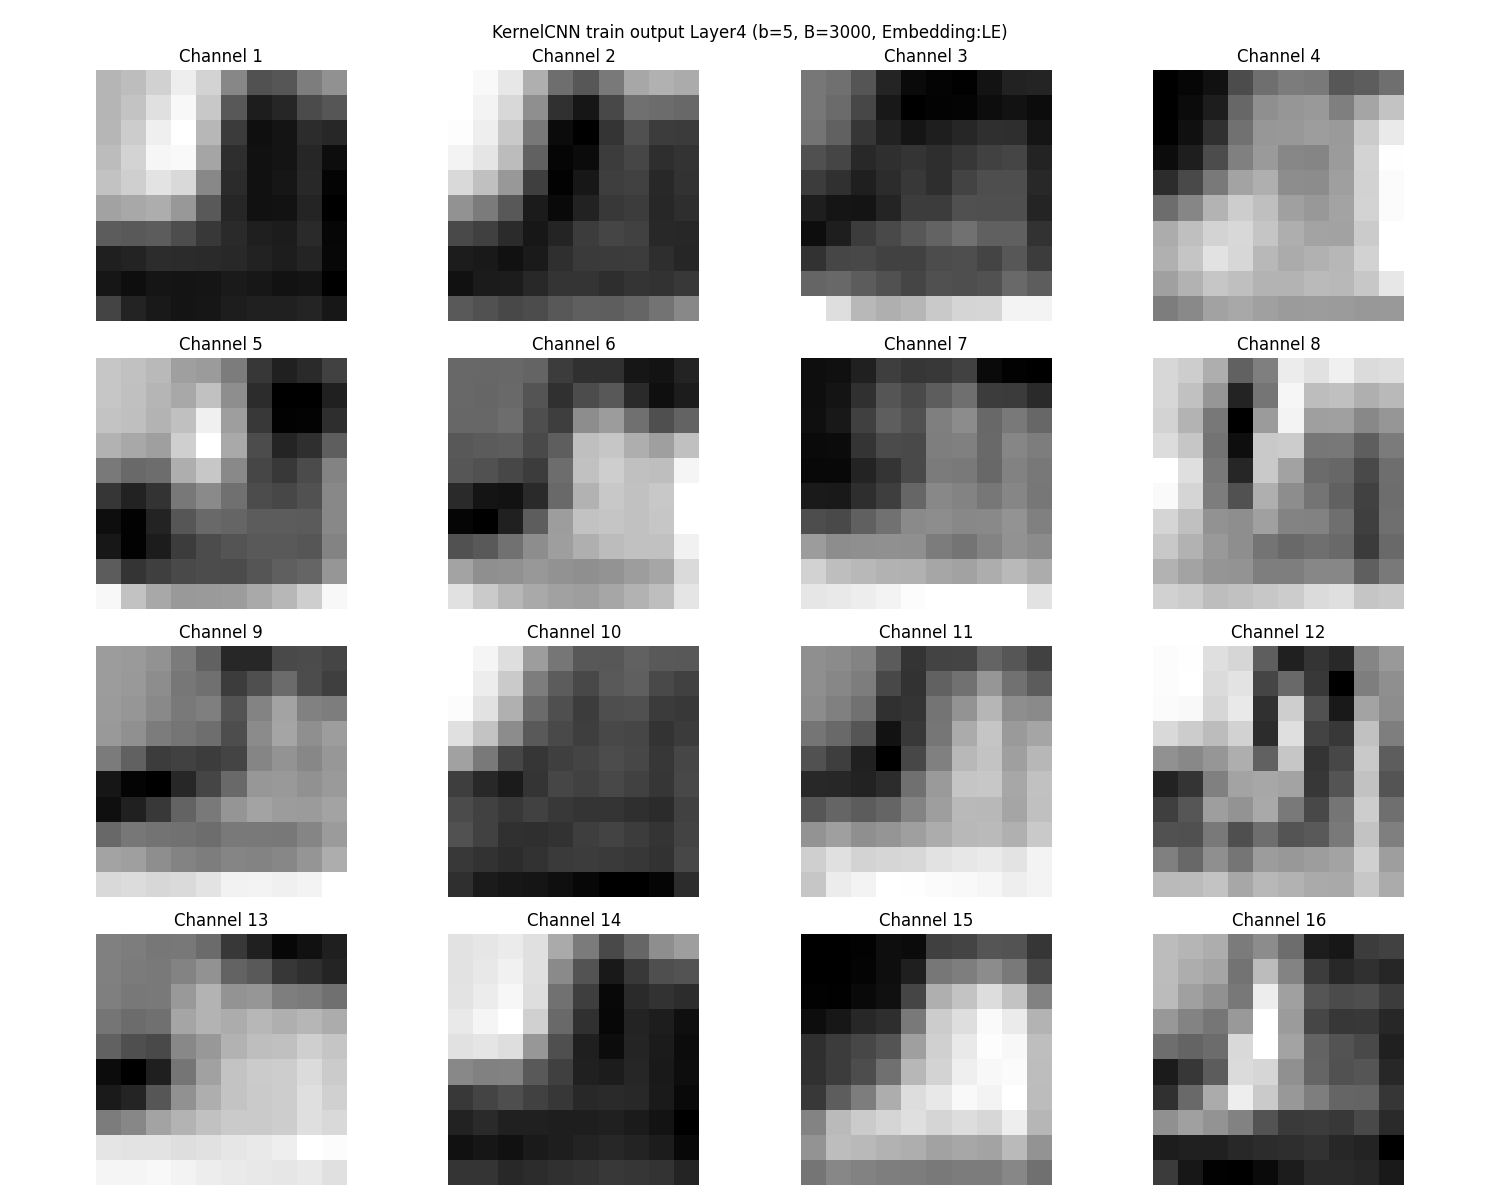 KernelCNN train output Layer4 (b=5, B=3000, Embedding:LE)
Channel 1
Channel 2
Channel 3
Channel 4
Channel 5
Channel 6
Channel 7
Channel 8
Channel 9
Channel 10
Channel 11
Channel 12
Channel 13
Channel 14
Channel 15
Channel 16